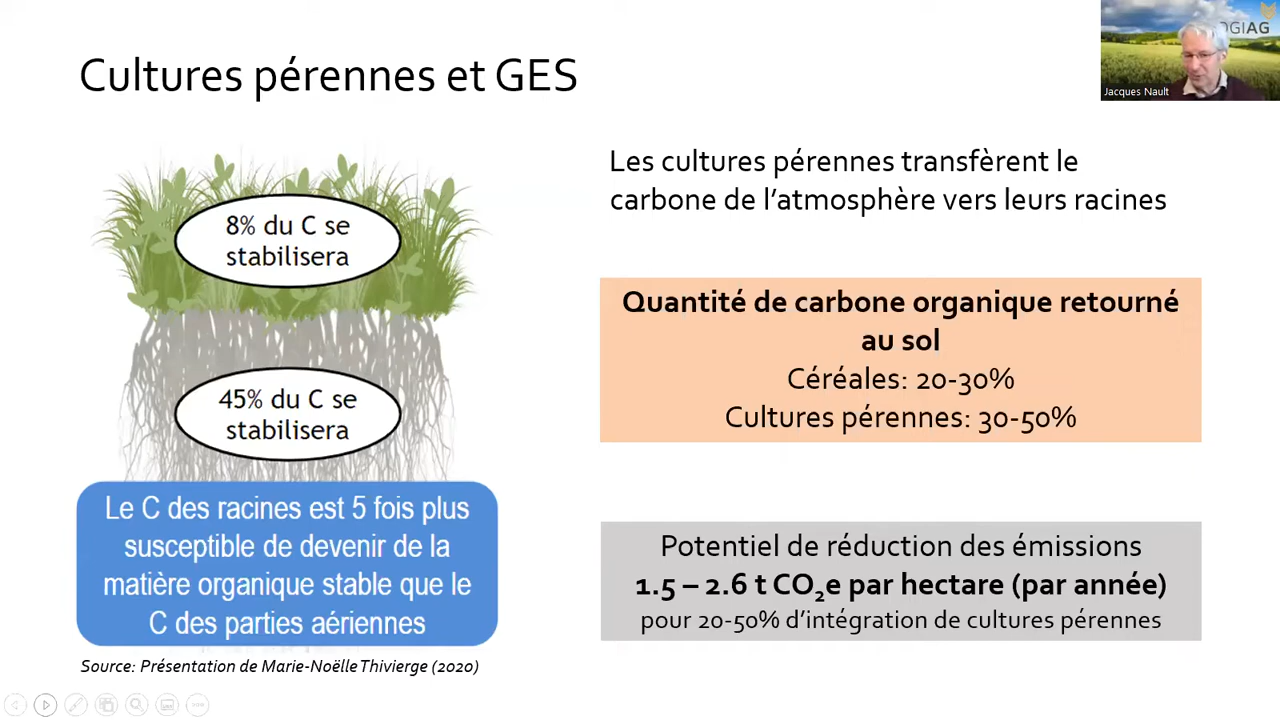 Cultures pérennes et GES
OGIAG
Jacques Nault
8% du C se
stabilisera
45% du C se
stabilisera
Le C des racines est 5 fois plus
susceptible de devenir de la
matière organique stable que le
C des parties aériennes
Source: Présentation de Marie-Noëlle Thivierge (2020)
Les cultures pérennes transfèrent le
carbone de l’atmosphère vers leurs racines
Quantité de carbone organique retourné
au sol
Céréales: 20-30%
Cultures pérennes: 30-50%
Potentiel de réduction des émissions
1.5 – 2.6 t CO₂e par hectare (par année)
pour 20-50% d’intégration de cultures pérennes